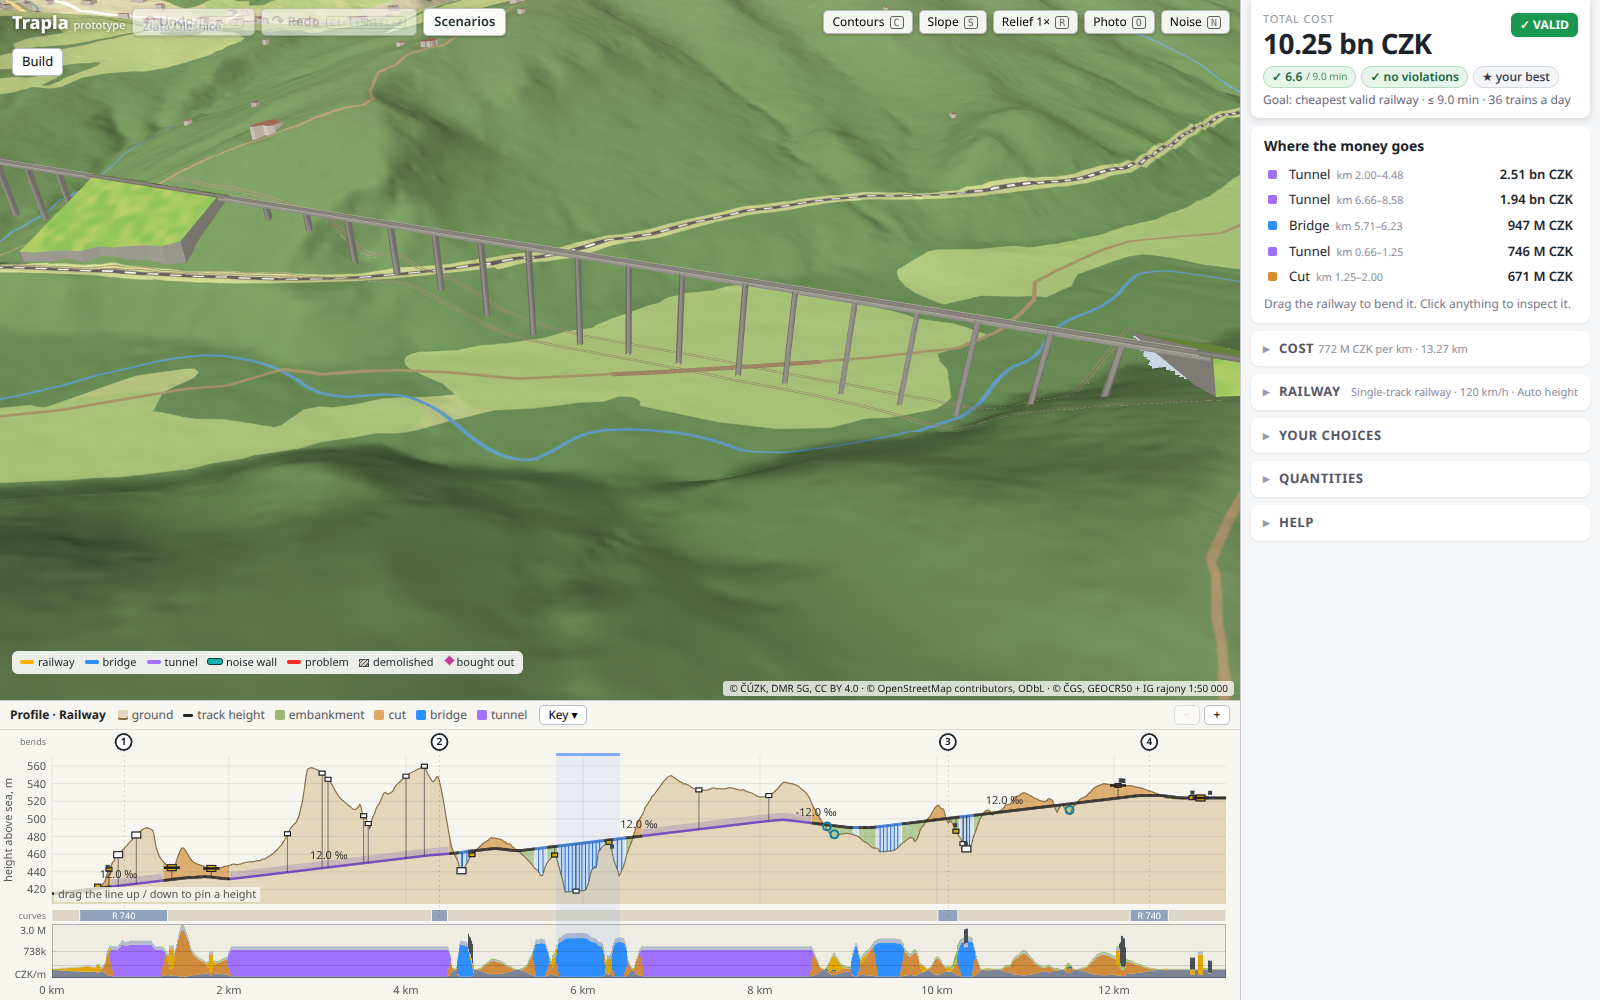 Trapla prototype
Undo
Redo (Ctrl+Shift+Z)
Scenarios
Zlatá Olešnice
Contours C
Slope S
Relief 1× R
Photo O
Noise N
Build
railway
bridge
tunnel
noise wall
problem
demolished
bought out
© ČÚZK, DMR 5G, CC BY 4.0 · © OpenStreetMap contributors, ODbL · © ČGS, GEOCR50 + IG rajony 1:50 000
TOTAL COST
10.25 bn CZK
✓ VALID
✓ 6.6 / 9.0 min
✓ no violations
★ your best
Goal: cheapest valid railway · ≤ 9.0 min · 36 trains a day
Where the money goes
Tunnel km 2.00–4.48 2.51 bn CZK
Tunnel km 6.66–8.58 1.94 bn CZK
Bridge km 5.71–6.23 947 M CZK
Tunnel km 0.66–1.25 746 M CZK
Cut km 1.25–2.00 671 M CZK
Drag the railway to bend it. Click anything to inspect it.
▸ COST 772 M CZK per km · 13.27 km
▸ RAILWAY Single-track railway · 120 km/h · Auto height
▸ YOUR CHOICES
▸ QUANTITIES
▸ HELP
Profile · Railway
ground
track height
embankment
cut
bridge
tunnel
Key ▾
−
+
bends
1
2
3
4
height above sea, m
560
540
520
500
480
460
440
420
12.0 ‰
12.0 ‰
12.0 ‰
-12.0 ‰
12.0 ‰
drag the line up / down to pin a height
curves
R 740
R 740
3.0 M
738k
CZK/m
0 km
2 km
4 km
6 km
8 km
10 km
12 km